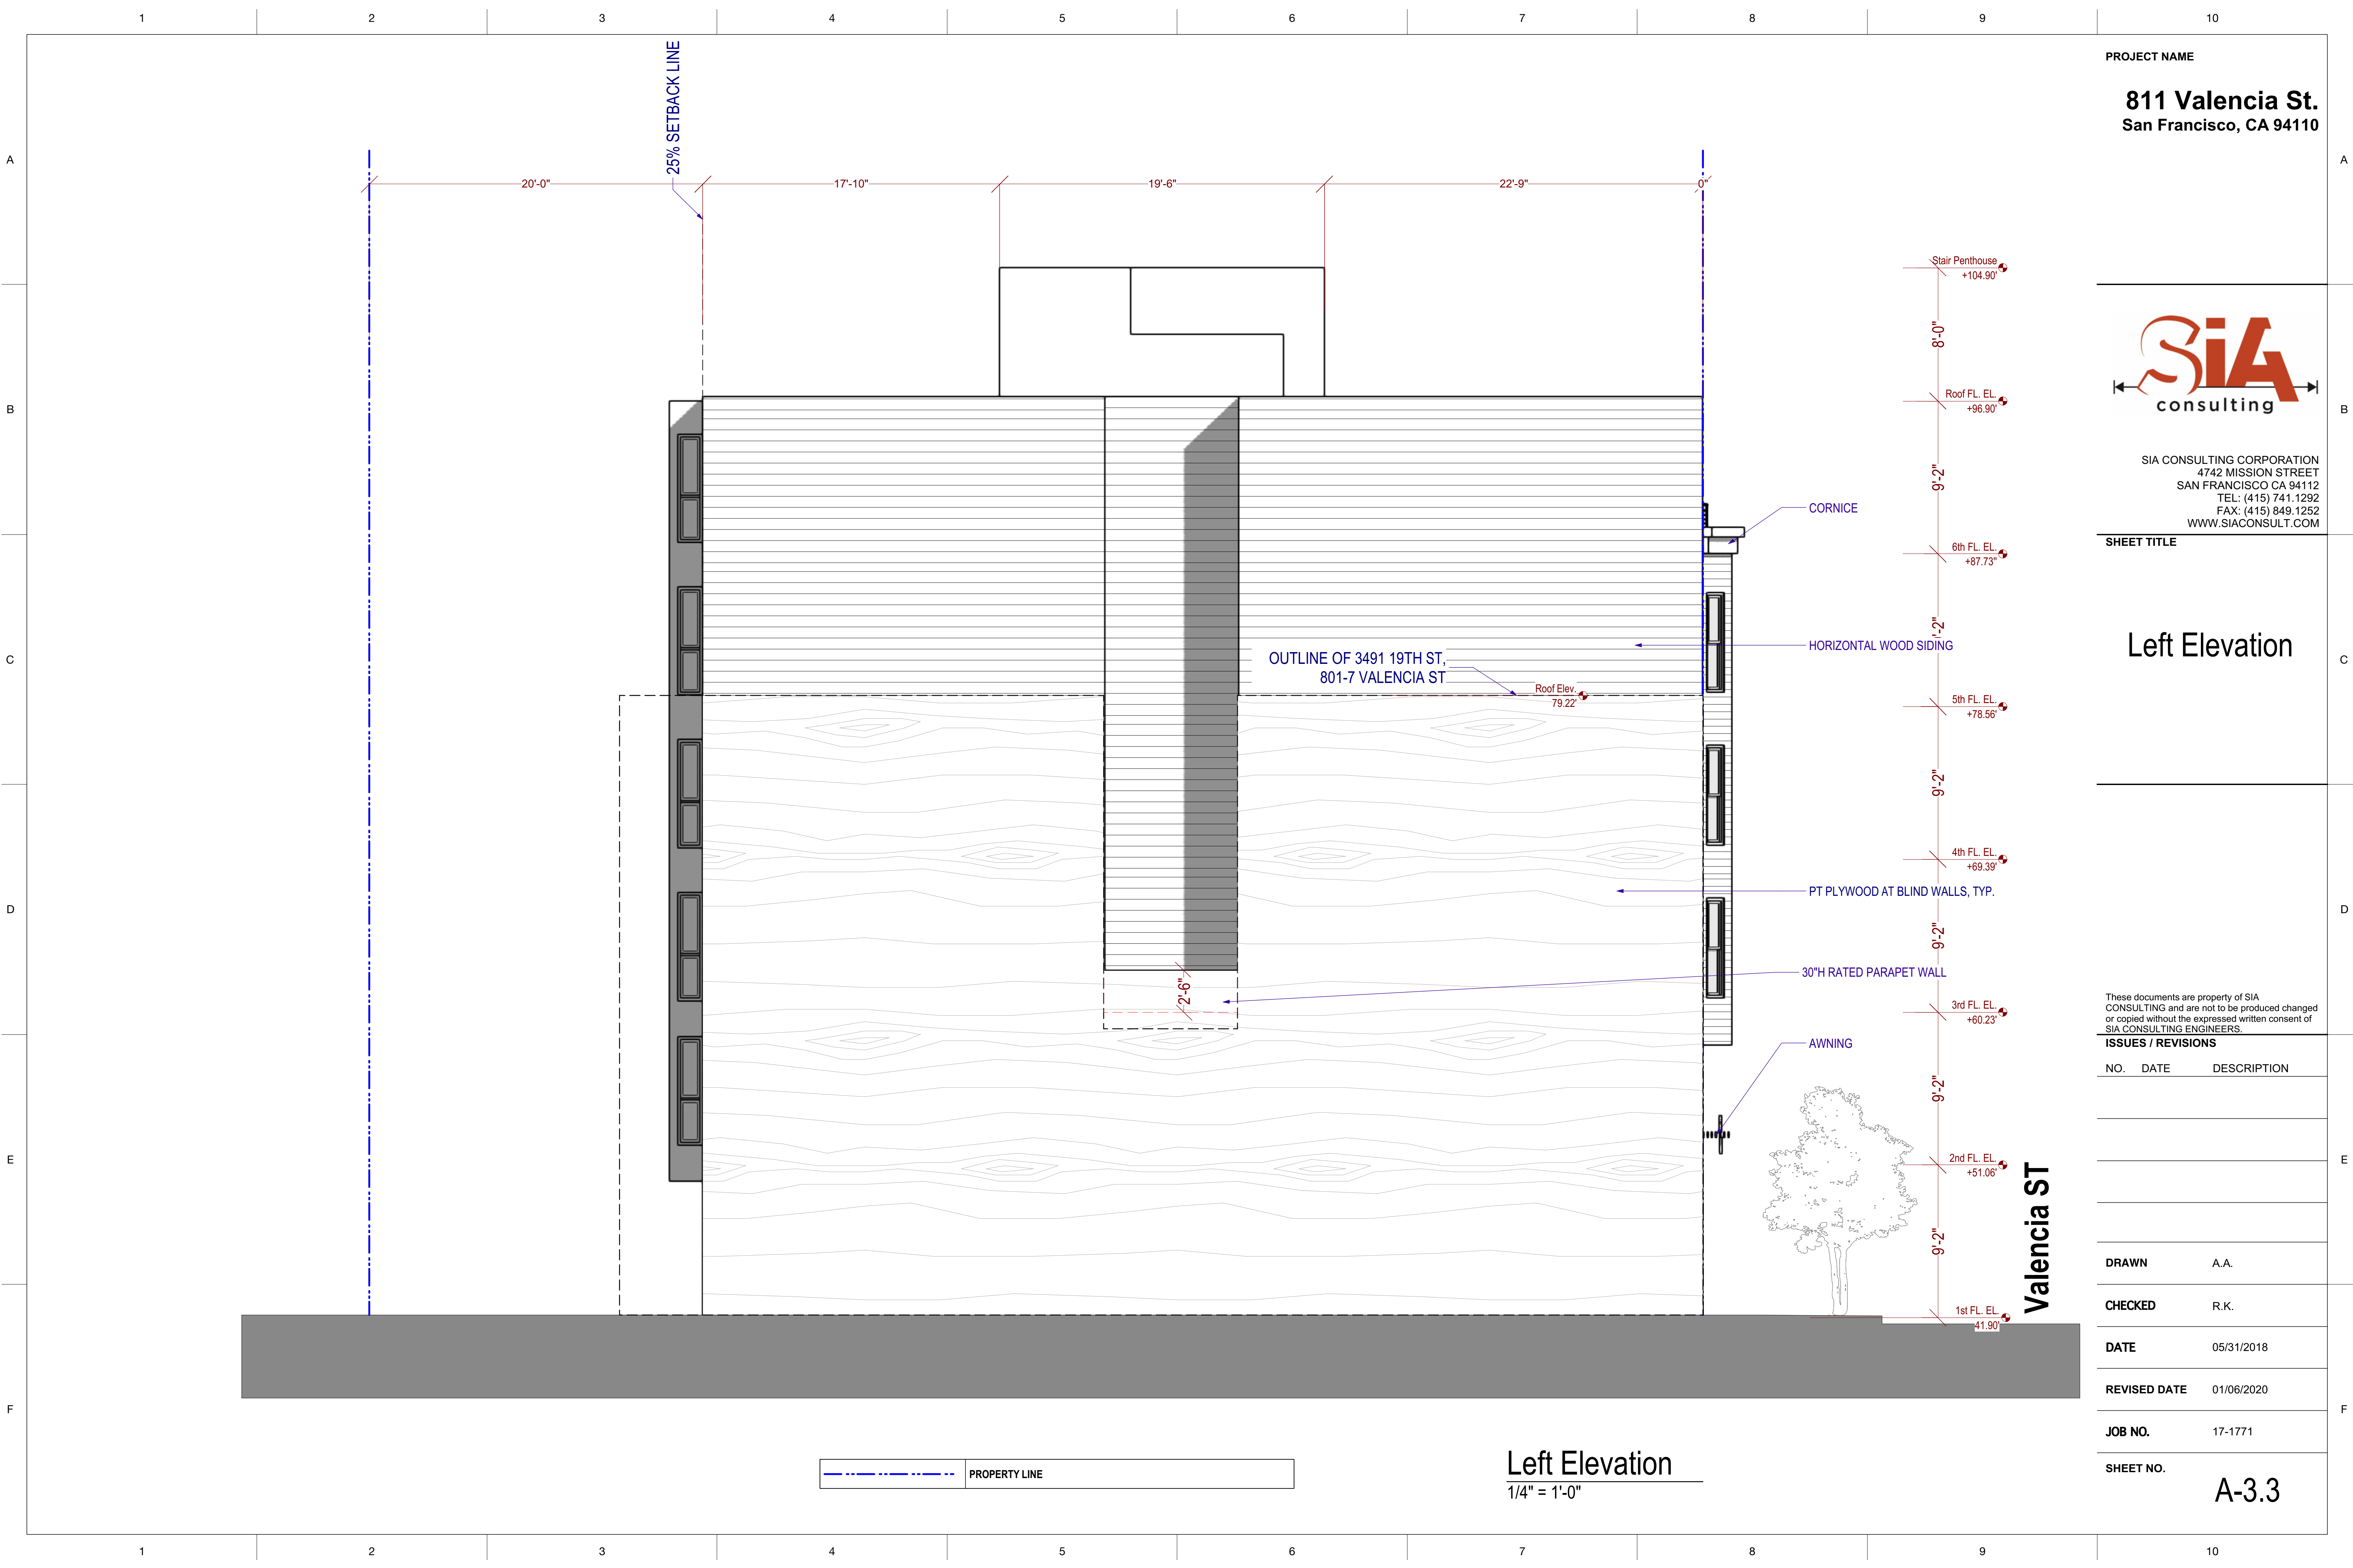 1 2 3 4 5 6 7 8 9 10
A
B
C
D
E
F
25% SETBACK LINE
20'-0" 17'-10" 19'-6" 22'-9" 0"
Stair Penthouse
+104.90'
8'-0"
Roof FL. EL.
+96.90'
9'-2"
CORNICE
6th FL. EL.
+87.73"
'-2"
HORIZONTAL WOOD SIDING
OUTLINE OF 3491 19TH ST,
801-7 VALENCIA ST
Roof Elev.
79.22'
5th FL. EL.
+78.56'
9'-2"
4th FL. EL.
+69.39'
PT PLYWOOD AT BLIND WALLS, TYP.
9'-2"
30"H RATED PARAPET WALL
2'-6"
3rd FL. EL.
+60.23'
AWNING
9'-2"
2nd FL. EL.
+51.06'
9'-2"
Valencia ST
1st FL. EL.
41.90'
PROPERTY LINE
Left Elevation
1/4" = 1'-0"
PROJECT NAME
811 Valencia St.
San Francisco, CA 94110
SiA
consulting
SIA CONSULTING CORPORATION
4742 MISSION STREET
SAN FRANCISCO CA 94112
TEL: (415) 741.1292
FAX: (415) 849.1252
WWW.SIACONSULT.COM
SHEET TITLE
Left Elevation
These documents are property of SIA
CONSULTING and are not to be produced changed
or copied without the expressed written consent of
SIA CONSULTING ENGINEERS.
ISSUES / REVISIONS
NO. DATE DESCRIPTION
DRAWN A.A.
CHECKED R.K.
DATE 05/31/2018
REVISED DATE 01/06/2020
JOB NO. 17-1771
SHEET NO.
A-3.3
A
B
C
D
E
F
1 2 3 4 5 6 7 8 9 10